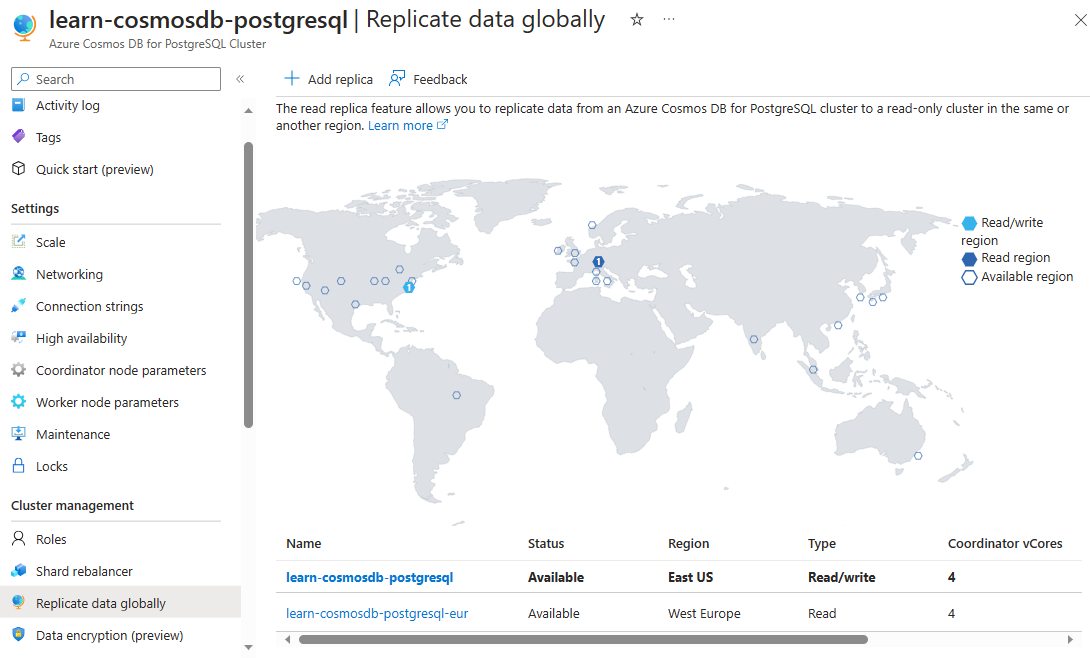 learn-cosmosdb-postgresql | Replicate data globally
Azure Cosmos DB for PostgreSQL Cluster
Search
Activity log
Tags
Quick start (preview)
Settings
Scale
Networking
Connection strings
High availability
Coordinator node parameters
Worker node parameters
Maintenance
Locks
Cluster management
Roles
Shard rebalancer
Replicate data globally
Data encryption (preview)
Add replica Feedback
The read replica feature allows you to replicate data from an Azure Cosmos DB for PostgreSQL cluster to a read-only cluster in the same or
another region. Learn more
1
1
Read/write
region
Read region
Available region
Name Status Region Type Coordinator vCores
learn-cosmosdb-postgresql Available East US Read/write 4
learn-cosmosdb-postgresql-eur Available West Europe Read 4